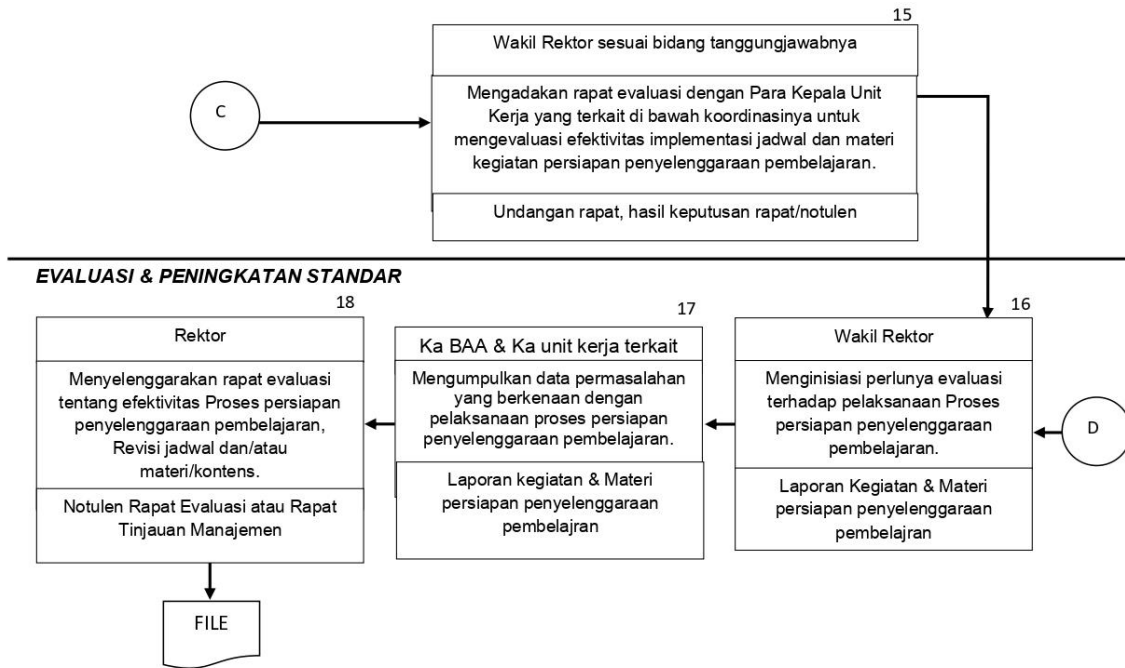 15
Wakil Rektor sesuai bidang tanggungjawabnya
C
Mengadakan rapat evaluasi dengan Para Kepala Unit
Kerja yang terkait di bawah koordinasinya untuk
mengevaluasi efektivitas implementasi jadwal dan materi
kegiatan persiapan penyelenggaraan pembelajaran.
Undangan rapat, hasil keputusan rapat/notulen
EVALUASI & PENINGKATAN STANDAR
18
Rektor
Menyelenggarakan rapat evaluasi
tentang efektivitas Proses persiapan
penyelenggaraan pembelajaran,
Revisi jadwal dan/atau
materi/kontens.
Notulen Rapat Evaluasi atau Rapat
Tinjauan Manajemen
FILE
17
Ka BAA & Ka unit kerja terkait
Mengumpulkan data permasalahan
yang berkenaan dengan
pelaksanaan proses persiapan
penyelenggaraan pembelajaran.
Laporan kegiatan & Materi
persiapan penyelenggaraan
pembelajran
16
Wakil Rektor
Menginisiasi perlunya evaluasi
terhadap pelaksanaan Proses
persiapan penyelenggaraan
pembelajaran.
Laporan Kegiatan & Materi
persiapan penyelenggaraan
pembelajran
D